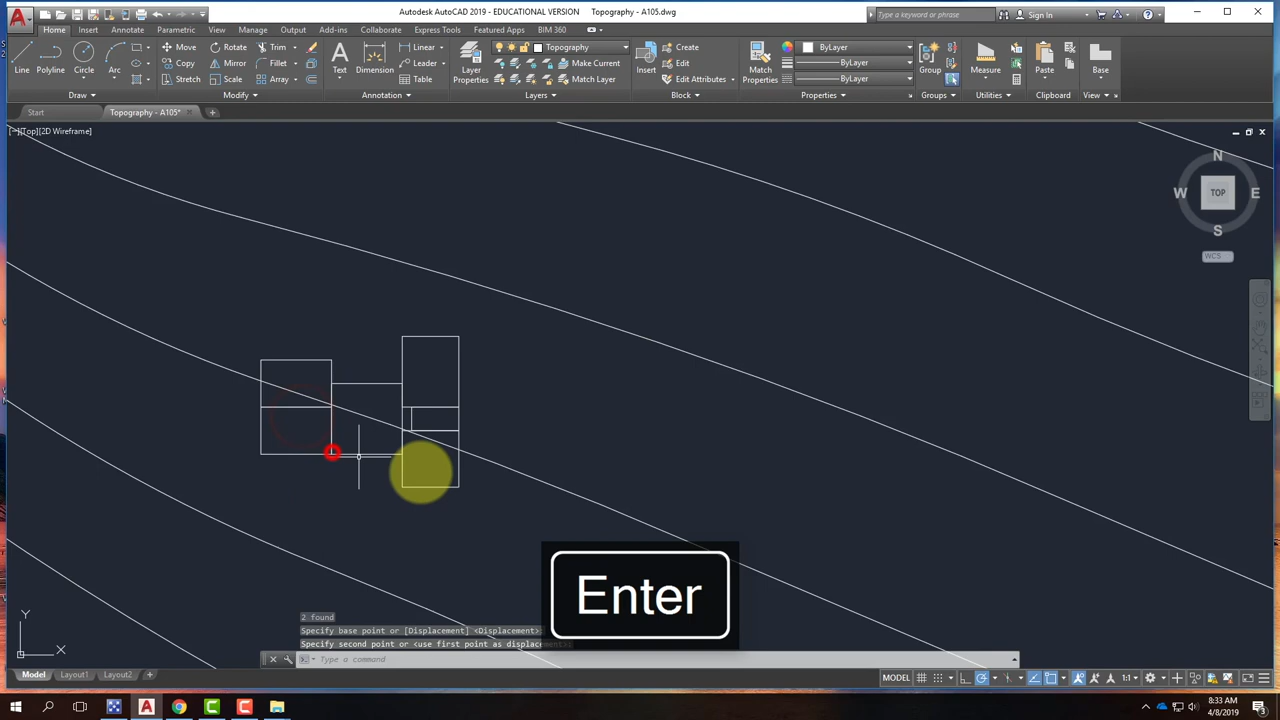 Autodesk AutoCAD 2019 - EDUCATIONAL VERSION Topography - A105.dwg
Type a keyword or phrase
Sign In
Home Insert Annotate Parametric View Manage Output Add-ins Collaborate Express Tools Featured Apps BIM 360
Line Polyline Circle Arc
Move Rotate Trim
Copy Mirror Fillet
Stretch Scale Array
Text Dimension
Linear
Leader
Table
Layer Properties
Topography
Make Current
Match Layer
Insert
Create
Edit
Edit Attributes
Match Properties
ByLayer
ByLayer
ByLayer
Group
Measure
Paste
Base
Draw Modify Annotation Layers Block Properties Groups Utilities Clipboard View
Start Topography - A105*
[−][Top][2D Wireframe]
N
W TOP E
S
WCS
Enter
Y
X
2 found
Specify base point or [Displacement] <Displacement>:
Specify second point or <use first point as displacement>:
Type a command
Model Layout1 Layout2
MODEL 1:1
8:33 AM
4/8/2019